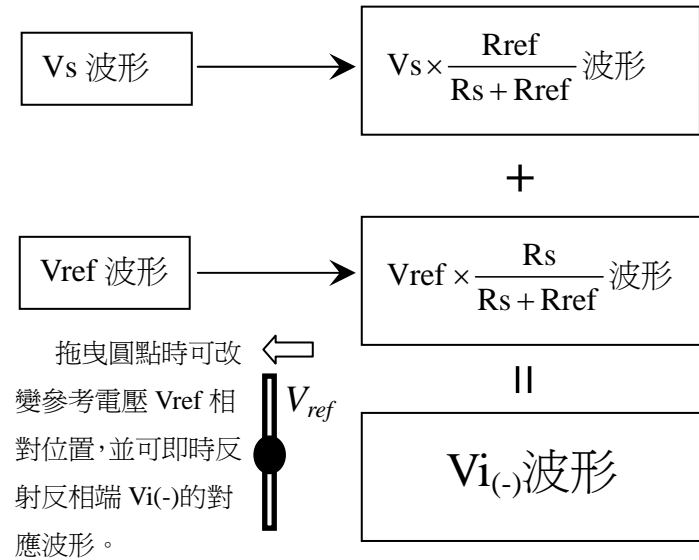 Vs 波形
Vs × Rref / (Rs + Rref) 波形
+
Vref 波形
Vref × Rs / (Rs + Rref) 波形
=
拖曳圓點時可改
變參考電壓 Vref 相
對位置，並可即時反
射反相端 Vi(-)的對
應波形。
Vref
Vi(-)波形